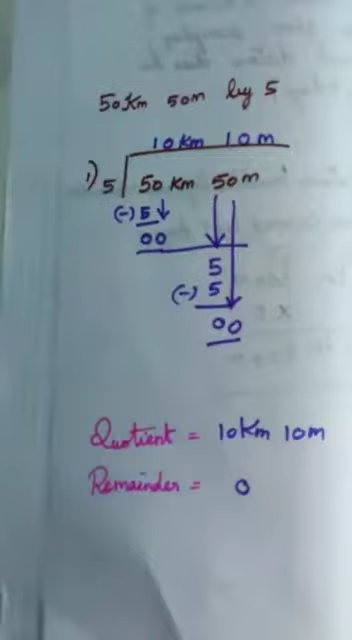 50Km 50m by 5
10Km 10m
1) 5 50 Km 50m
(-) 5
00
5
(-) 5
00
Quotient = 10Km 10m
Remainder = 0